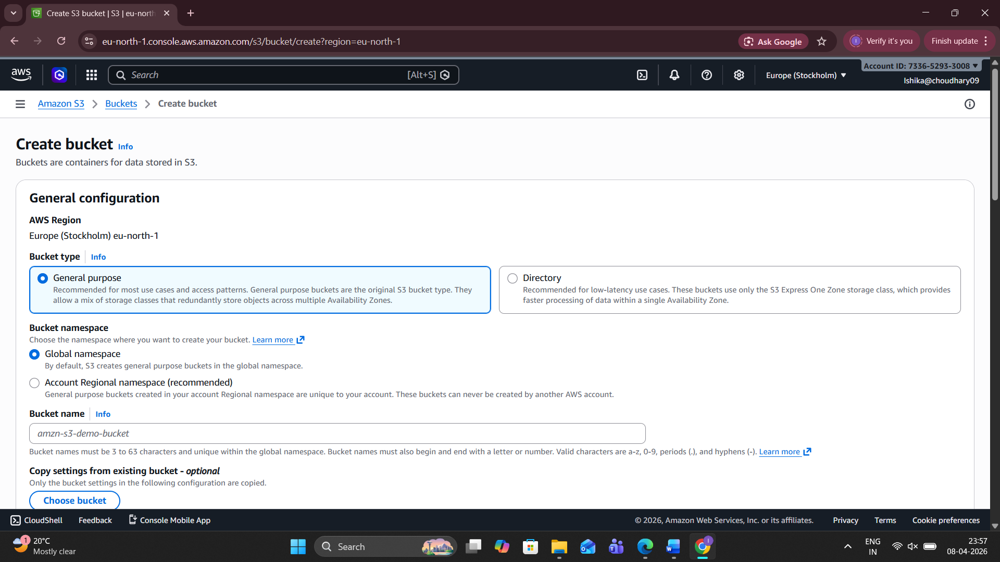 Create S3 bucket | S3 | eu-north
eu-north-1.console.aws.amazon.com/s3/bucket/create?region=eu-north-1
Ask Google
Verify it's you
Finish update
aws
Search
[Alt+S]
Europe (Stockholm)
Account ID: 7336-5293-3008
Ishika@choudhary09
Amazon S3
Buckets
Create bucket
Create bucket Info
Buckets are containers for data stored in S3.
General configuration
AWS Region
Europe (Stockholm) eu-north-1
Bucket type
Info
General purpose
Recommended for most use cases and access patterns. General purpose buckets are the original S3 bucket type. They
allow a mix of storage classes that redundantly store objects across multiple Availability Zones.
Directory
Recommended for low-latency use cases. These buckets use only the S3 Express One Zone storage class, which provides
faster processing of data within a single Availability Zone.
Bucket namespace
Choose the namespace where you want to create your bucket. Learn more
Global namespace
By default, S3 creates general purpose buckets in the global namespace.
Account Regional namespace (recommended)
General purpose buckets created in your account Regional namespace are unique to your account. These buckets can never be created by another AWS account.
Bucket name
Info
amzn-s3-demo-bucket
Bucket names must be 3 to 63 characters and unique within the global namespace. Bucket names must also begin and end with a letter or number. Valid characters are a-z, 0-9, periods (.), and hyphens (-). Learn more
Copy settings from existing bucket - optional
Only the bucket settings in the following configuration are copied.
Choose bucket
CloudShell
Feedback
Console Mobile App
© 2026, Amazon Web Services, Inc. or its affiliates.
Privacy
Terms
Cookie preferences
1
20°C
Mostly clear
Search
ENG
IN
23:57
08-04-2026